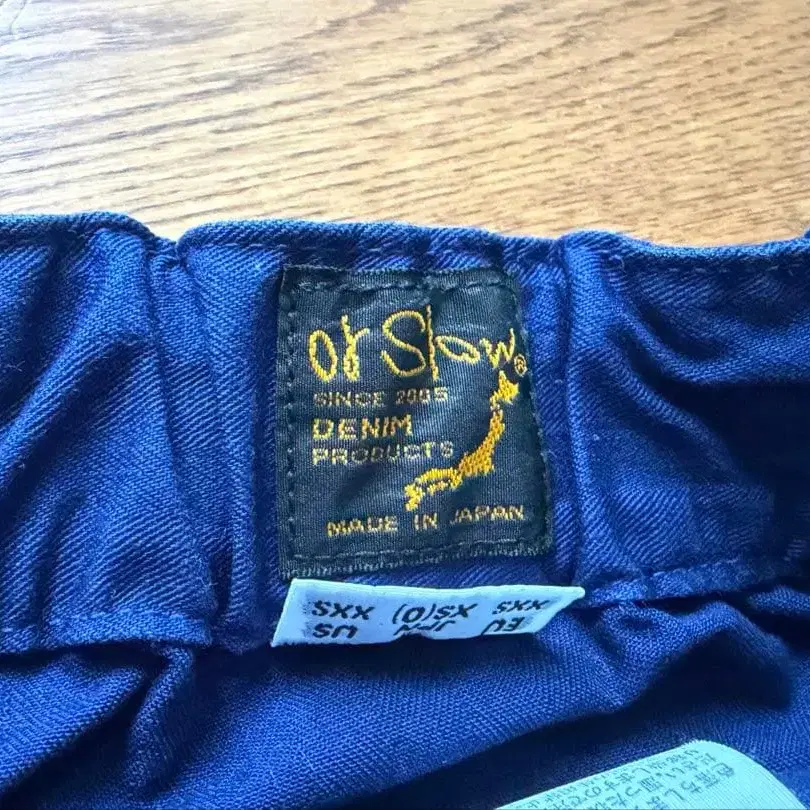 or Slow®
SINCE 2005
DENIM
PRODUCTS
MADE IN JAPAN
EU JPN US
XXS XS(0) XXS